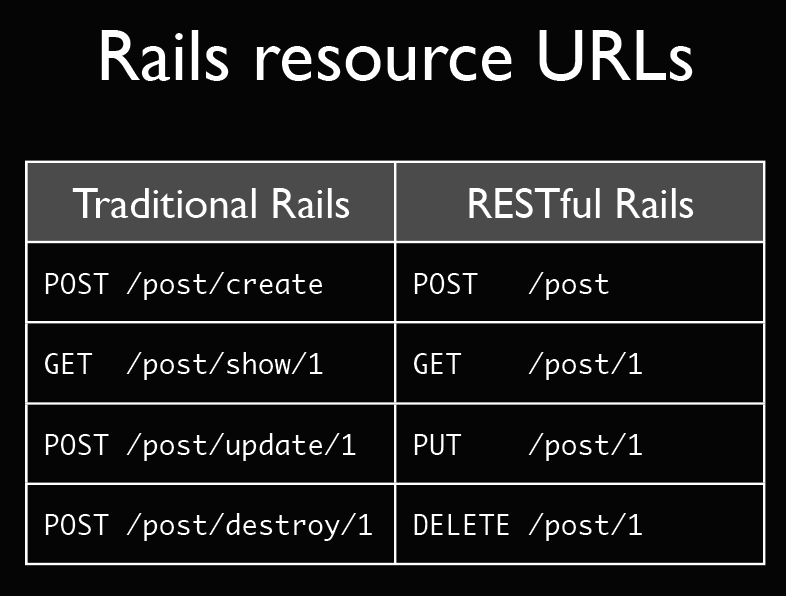 Rails resource URLs
Traditional Rails RESTful Rails
POST /post/create POST /post
GET /post/show/1 GET /post/1
POST /post/update/1 PUT /post/1
POST /post/destroy/1 DELETE /post/1